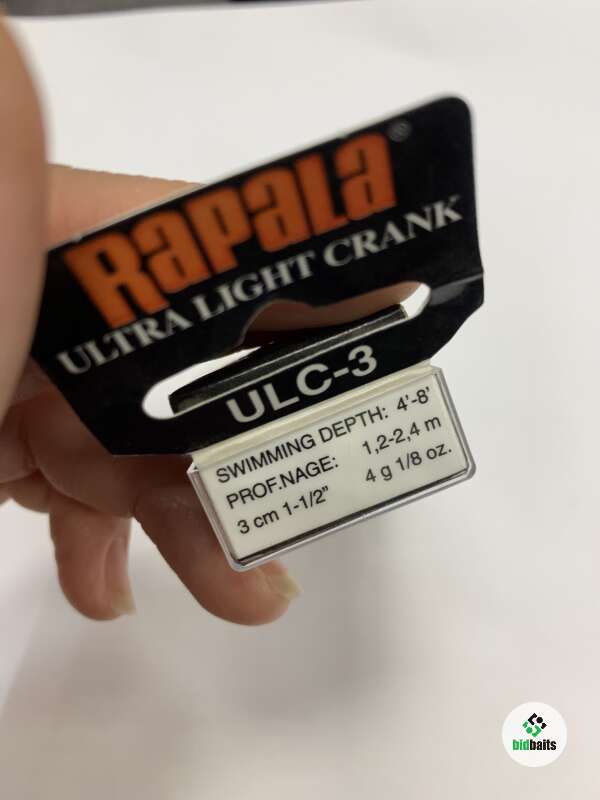 Rapala®
ULTRA LIGHT CRANK
ULC-3
SWIMMING DEPTH: 4'-8'
PROF.NAGE: 1,2-2,4 m
3 cm 1-1/2" 4 g 1/8 oz.
bidbaits